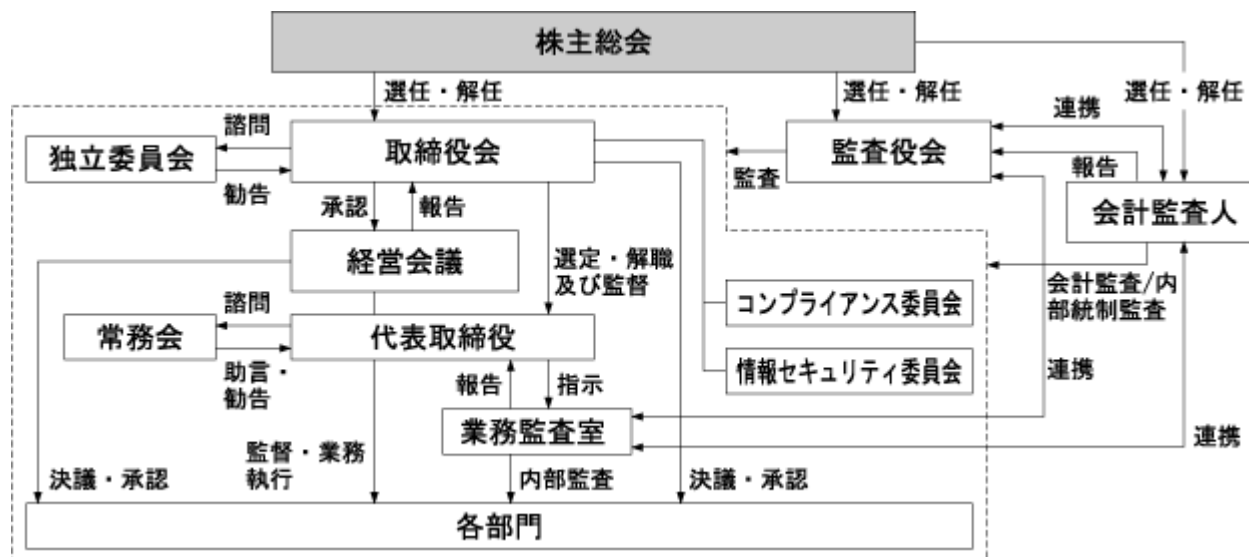 株主総会
選任・解任
選任・解任
選任・解任
諮問
取締役会
独立委員会
勧告
監査役会
監査
連携
報告
会計監査人
承認
報告
経営会議
選定・解職
及び監督
会計監査/内
部統制監査
コンプライアンス委員会
諮問
常務会
代表取締役
助言・
勧告
報告
指示
情報セキュリティ委員会
連携
業務監査室
連携
監督・業務
執行
決議・承認
内部監査
決議・承認
各部門